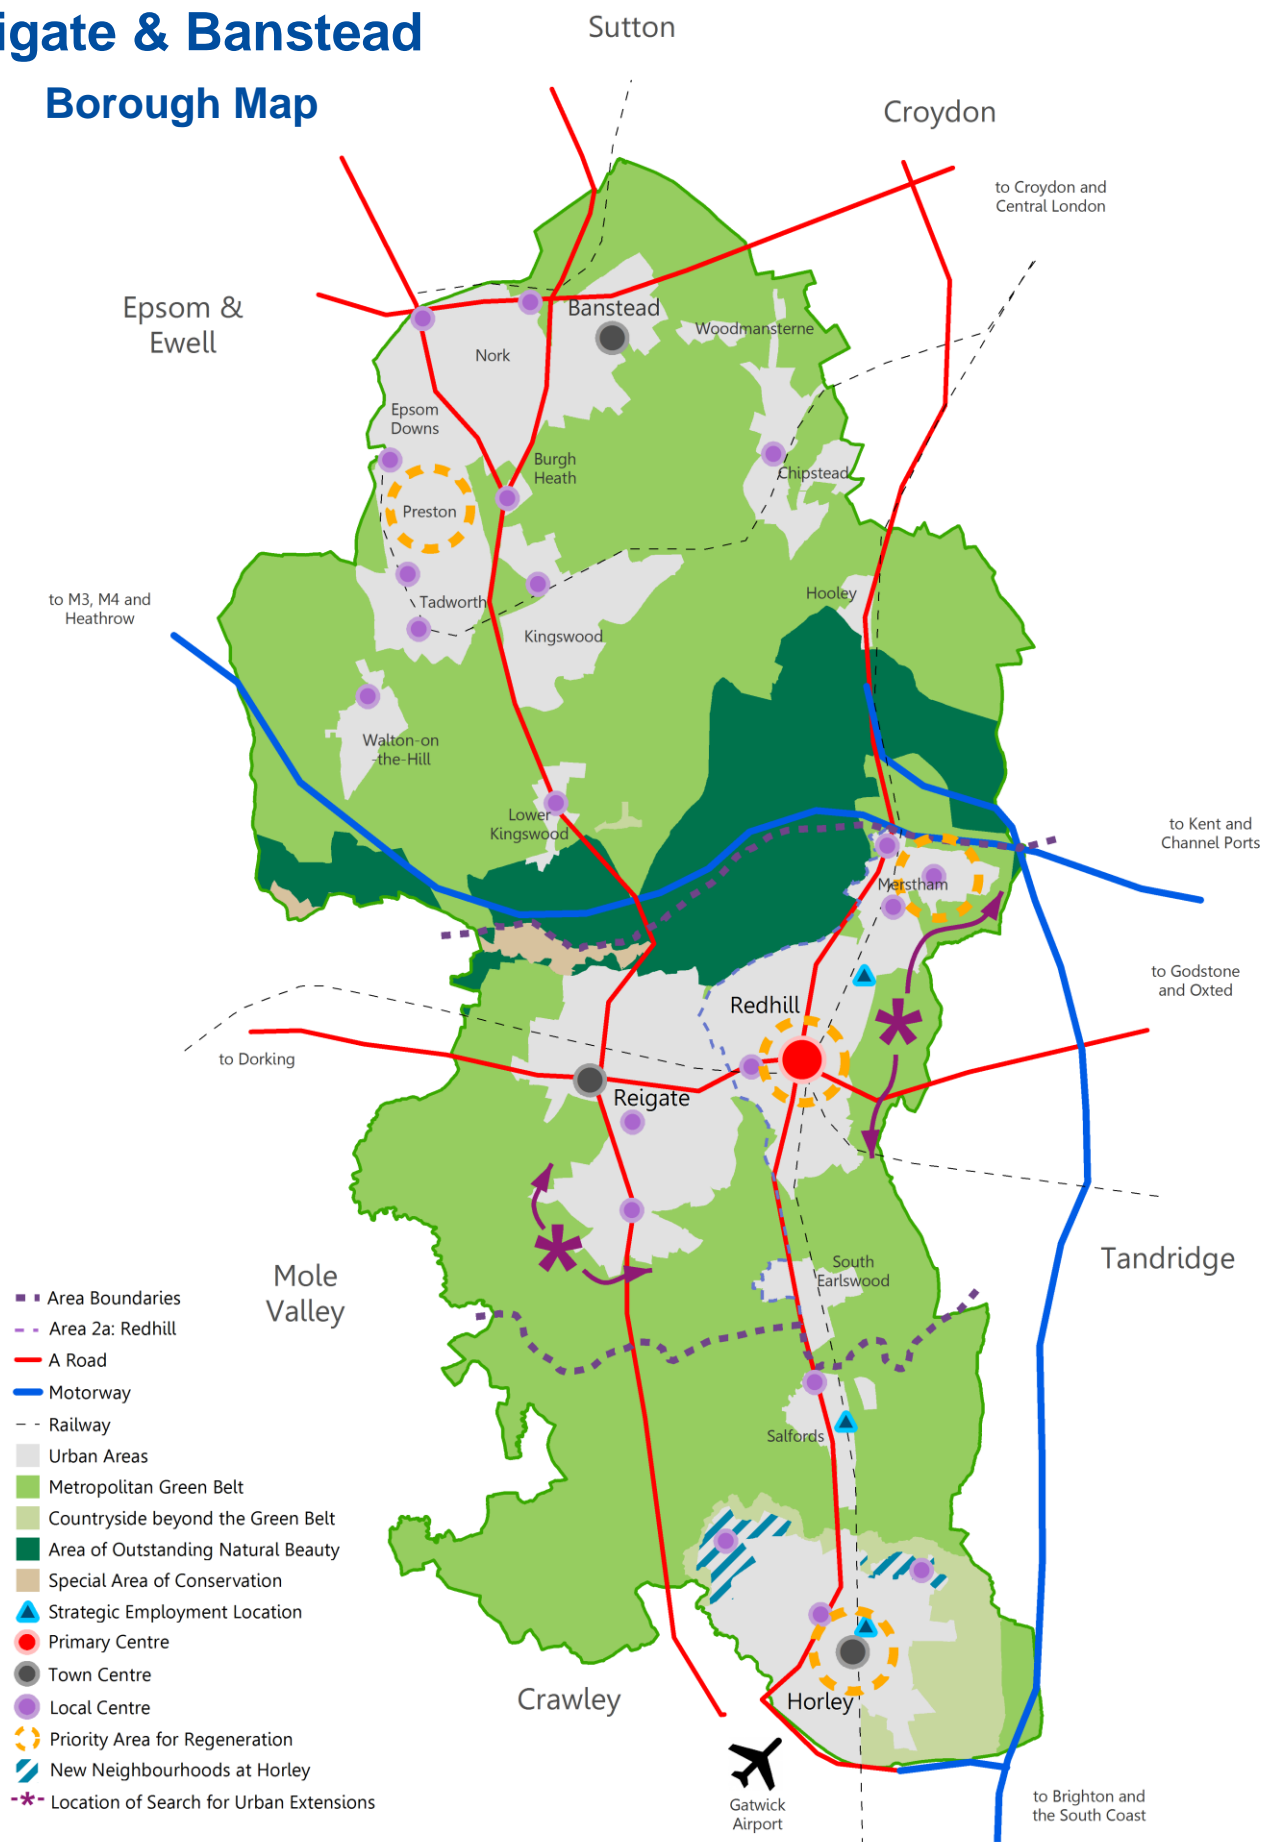 igate & Banstead
Borough Map
Sutton
Croydon
to Croydon and
Central London
Epsom &
Ewell
Banstead
Woodmansterne
Nork
Epsom
Downs
Burgh
Heath
Chipstead
Preston
to M3, M4 and
Heathrow
Hooley
Tadworth
Kingswood
Walton-on
-the-Hill
Lower
Kingswood
to Kent and
Channel Ports
Merstham
to Godstone
and Oxted
Redhill
to Dorking
Reigate
Tandridge
South
Earlswood
Mole
Valley
Area Boundaries
Area 2a: Redhill
A Road
Motorway
Railway
Urban Areas
Metropolitan Green Belt
Countryside beyond the Green Belt
Area of Outstanding Natural Beauty
Special Area of Conservation
Strategic Employment Location
Primary Centre
Town Centre
Local Centre
Priority Area for Regeneration
New Neighbourhoods at Horley
Location of Search for Urban Extensions
Salfords
Crawley
Horley
Gatwick
Airport
to Brighton and
the South Coast